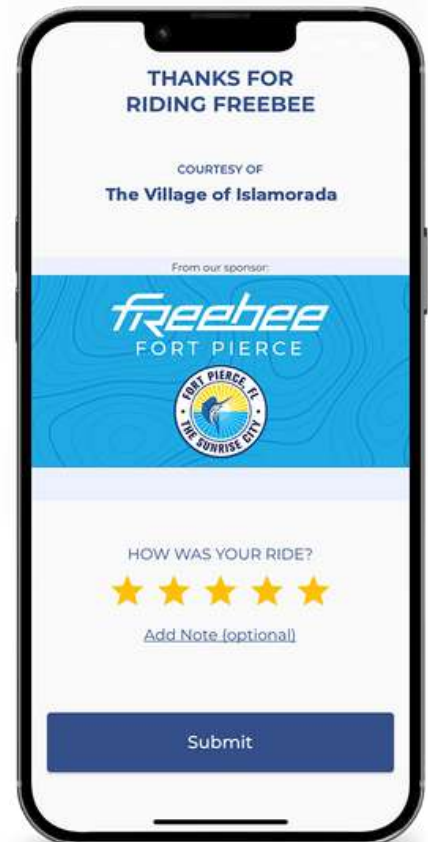 THANKS FOR
RIDING FREEBEE
COURTESY OF
The Village of Islamorada
From our sponsor:
freebee
FORT PIERCE
FORT PIERCE, FL
THE SUNRISE CITY
HOW WAS YOUR RIDE?
Add Note (optional)
Submit